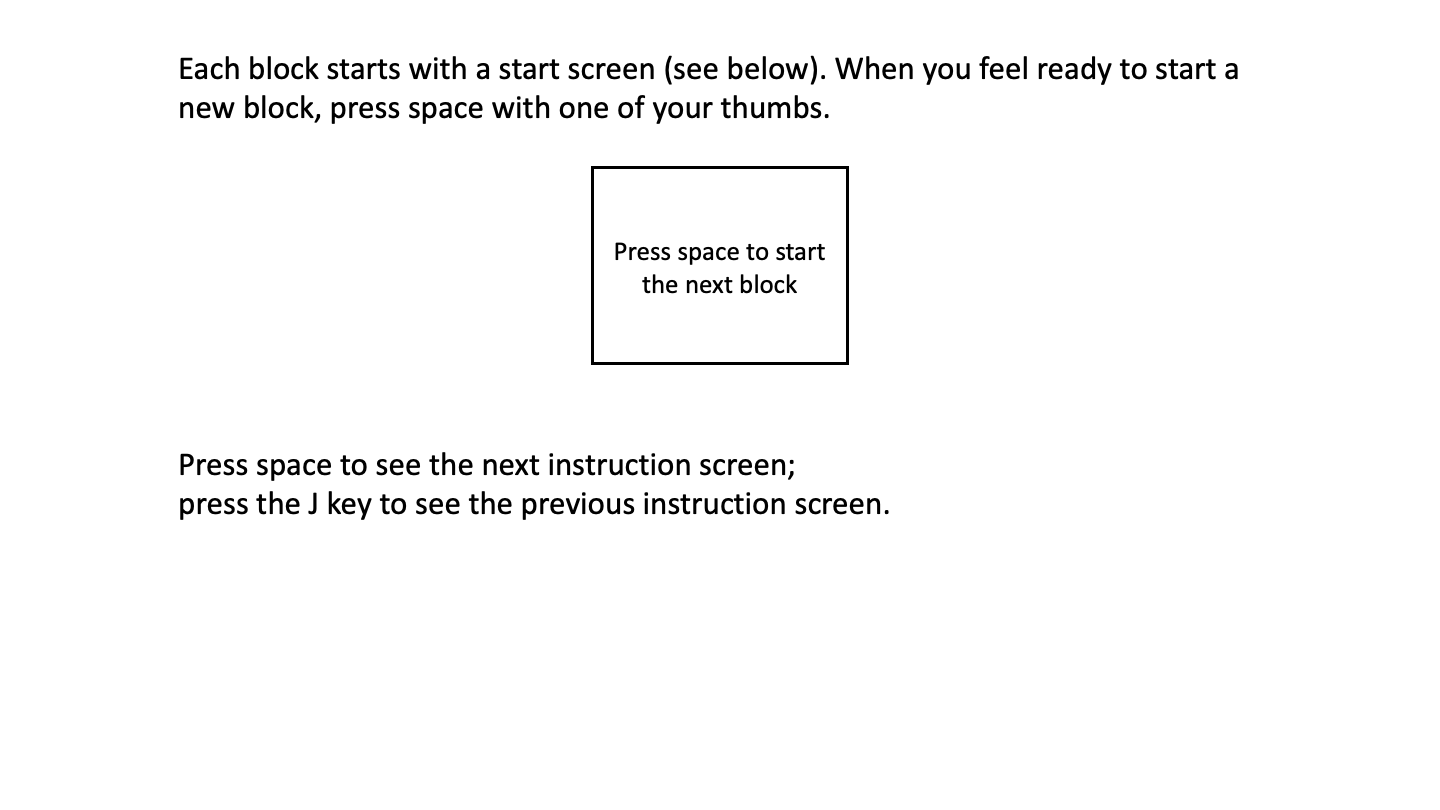 Each block starts with a start screen (see below). When you feel ready to start a
new block, press space with one of your thumbs.
Press space to start
the next block
Press space to see the next instruction screen;
press the J key to see the previous instruction screen.